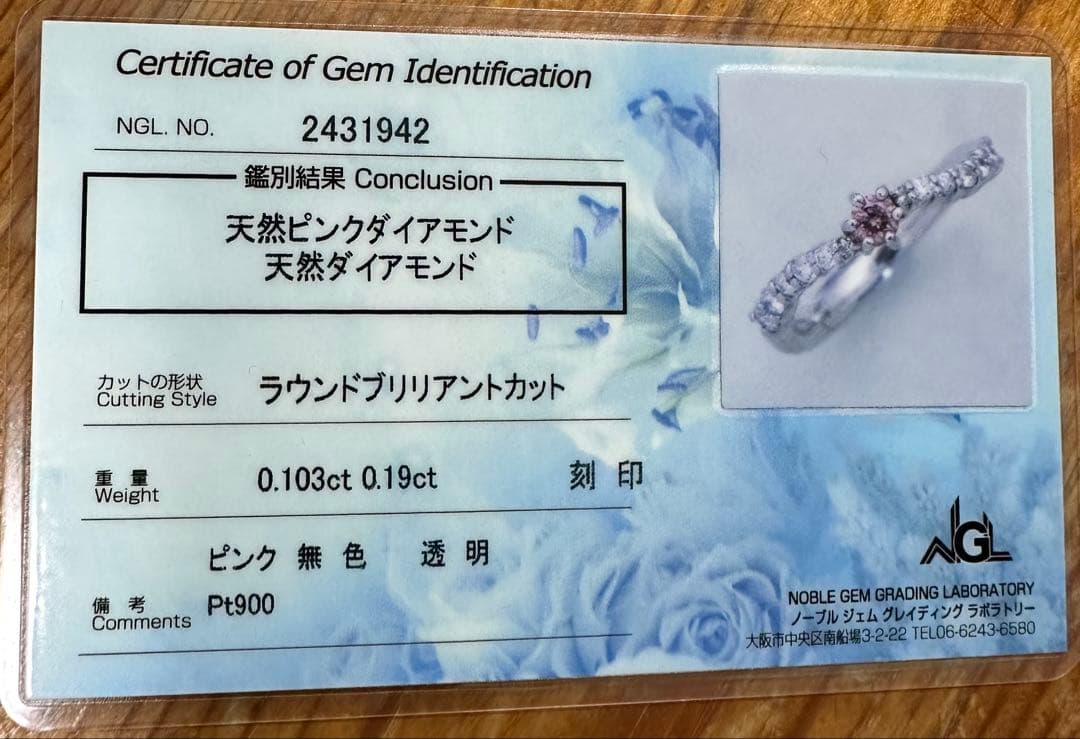 Certificate of Gem Identification
NGL. NO. 2431942
鑑別結果 Conclusion
天然ピンクダイアモンド
天然ダイアモンド
カットの形状 ラウンドブリリアントカット
Cutting Style
重 量 0.103ct 0.19ct 刻 印
Weight
ピンク 無 色 透 明
備 考 Pt900
Comments
NGL
NOBLE GEM GRADING LABORATORY
ノーブル ジェム グレイディング ラボラトリー
大阪市中央区南船場3-2-22 TEL06-6243-6580